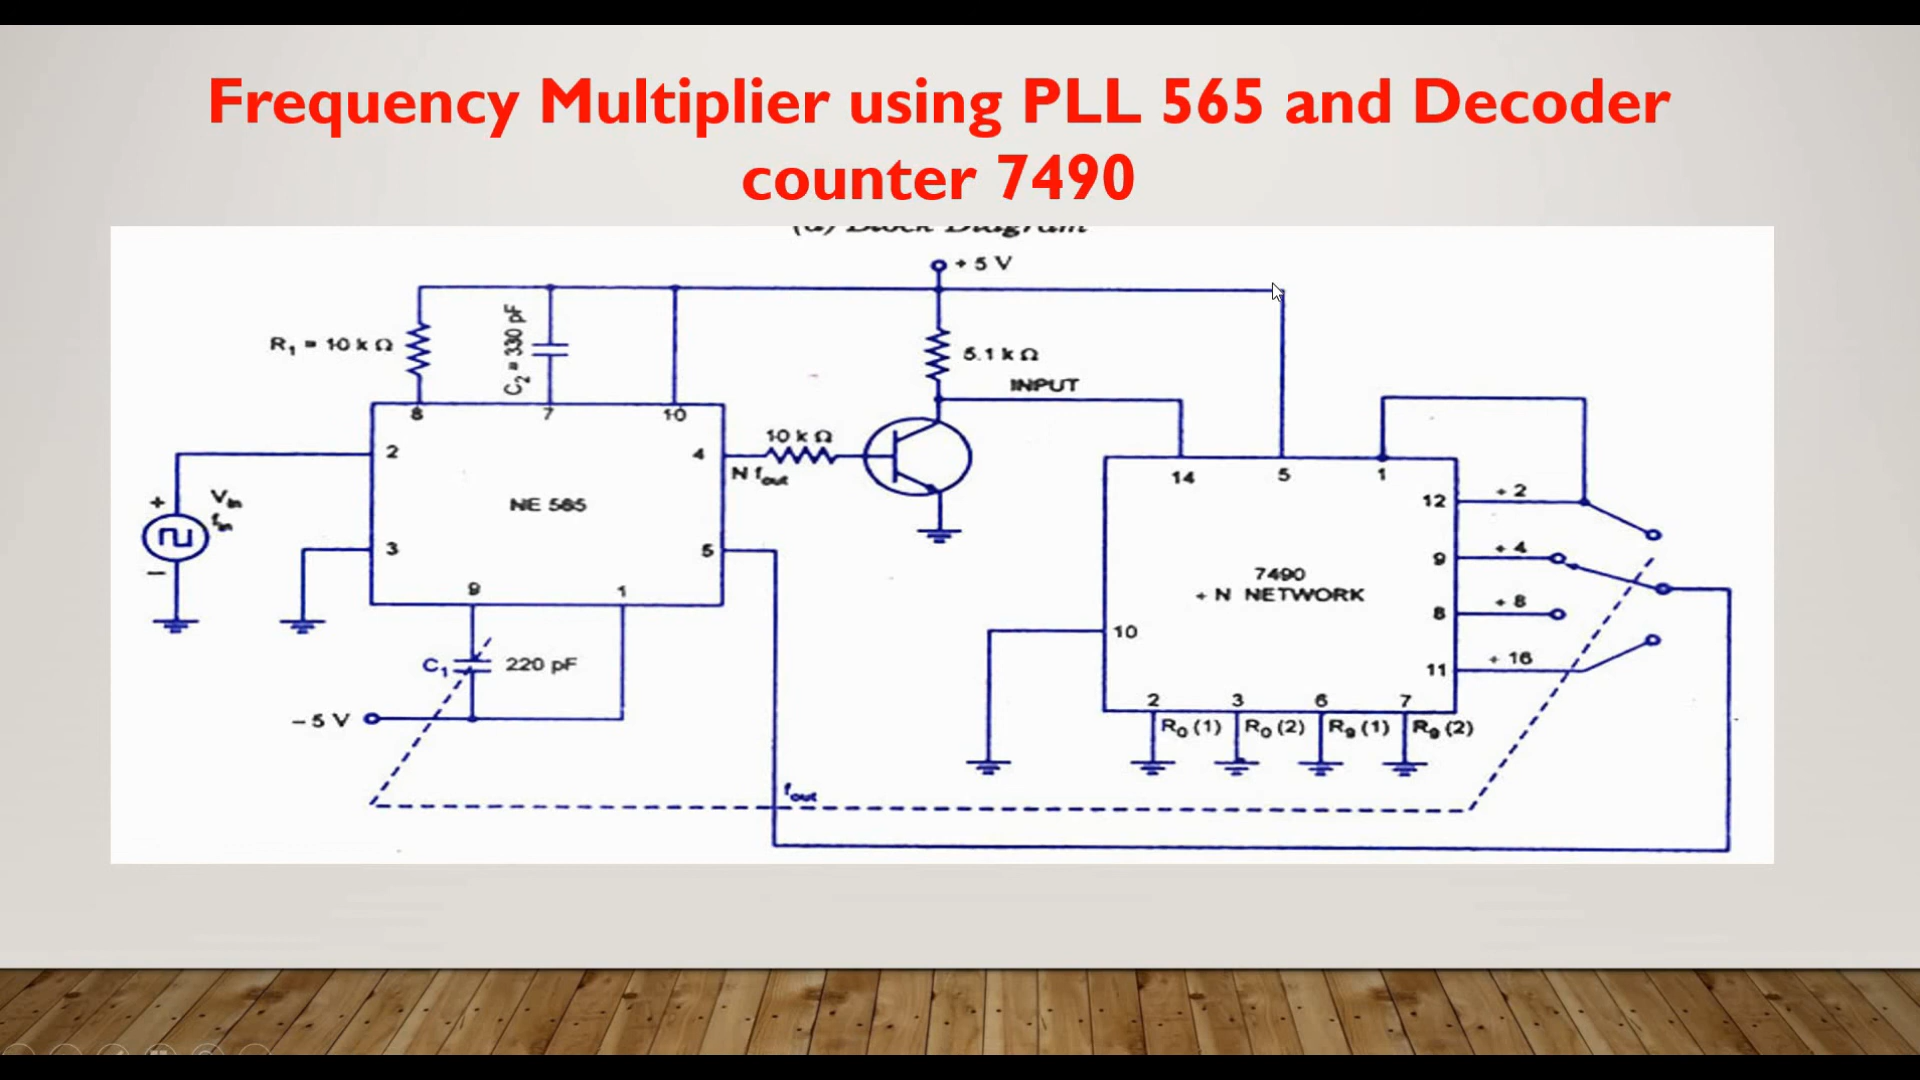 Frequency Multiplier using PLL 565 and Decoder
counter 7490
(a) Block Diagram
+ 5 V
R1 = 10 k Ω
C2 = 330 pF
5.1 k Ω
INPUT
8
7
10
10 k Ω
2
4
N fout
Vin
fin
+
−
NE 565
3
5
9
1
C1
220 pF
– 5 V
14
5
1
12
÷ 2
9
÷ 4
7490
÷ N NETWORK
8
÷ 8
10
11
÷ 16
2
3
6
7
R0 (1)
R0 (2)
R9 (1)
R9 (2)
fout